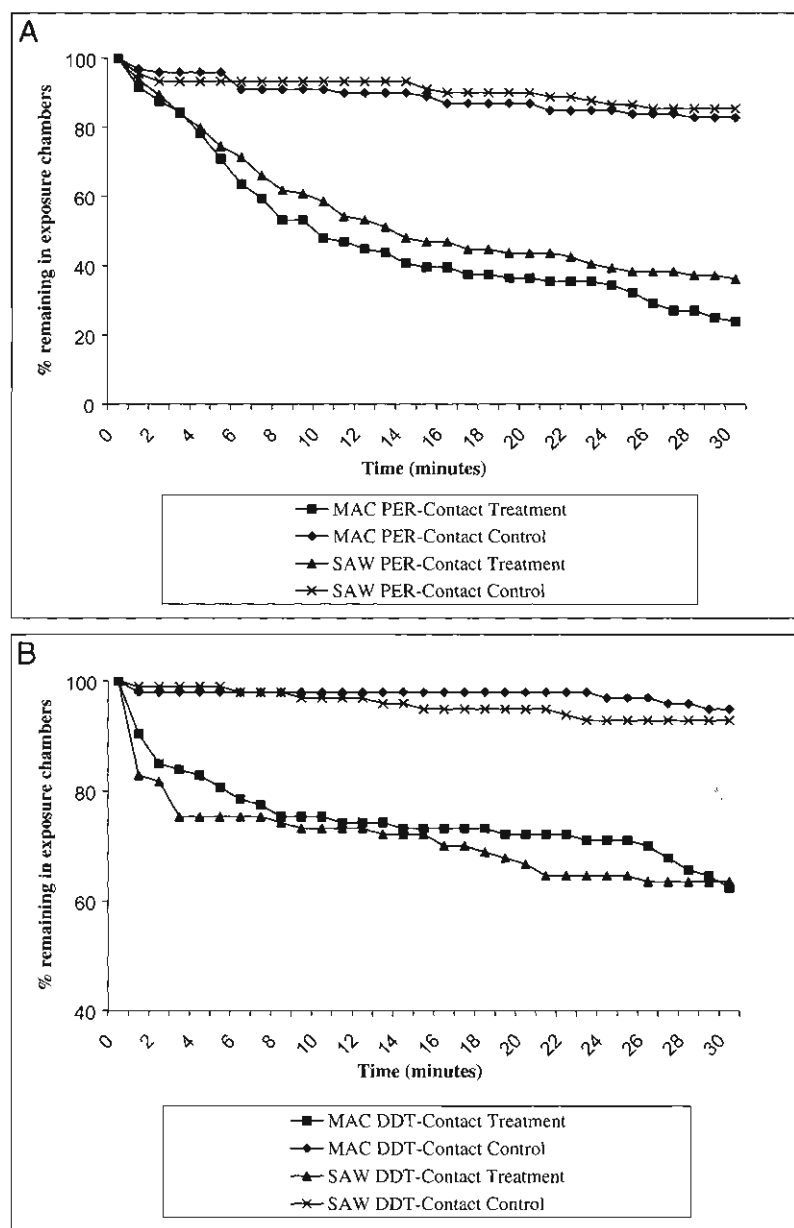 A
% remaining in exposure chambers
100
80
60
40
20
0
0 2 4 6 8 10 12 14 16 18 20 22 24 26 28 30
Time (minutes)
MAC PER-Contact Treatment
MAC PER-Contact Control
SAW PER-Contact Treatment
SAW PER-Contact Control
B
% remaining in exposure chambers
100
80
60
40
0 2 4 6 8 10 12 14 16 18 20 22 24 26 28 30
Time (minutes)
MAC DDT-Contact Treatment
MAC DDT-Contact Control
SAW DDT-Contact Treatment
SAW DDT-Contact Control